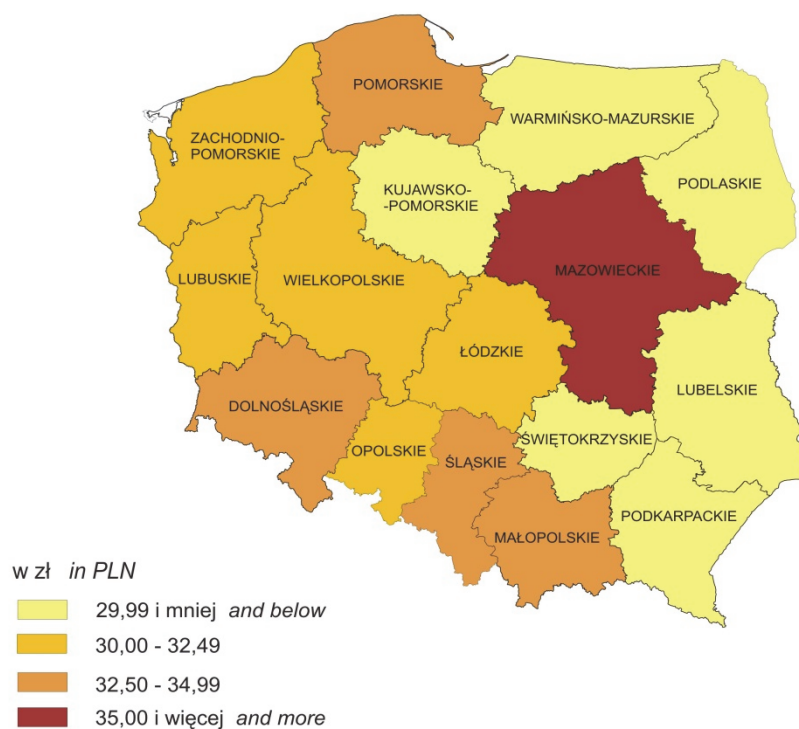 POMORSKIE
WARMIŃSKO-MAZURSKIE
ZACHODNIO-
POMORSKIE
KUJAWSKO-
-POMORSKIE
PODLASKIE
MAZOWIECKIE
LUBUSKIE
WIELKOPOLSKIE
ŁÓDZKIE
LUBELSKIE
DOLNOŚLĄSKIE
ŚWIĘTOKRZYSKIE
OPOLSKIE
ŚLĄSKIE
PODKARPACKIE
MAŁOPOLSKIE
w zł in PLN
29,99 i mniej and below
30,00 - 32,49
32,50 - 34,99
35,00 i więcej and more